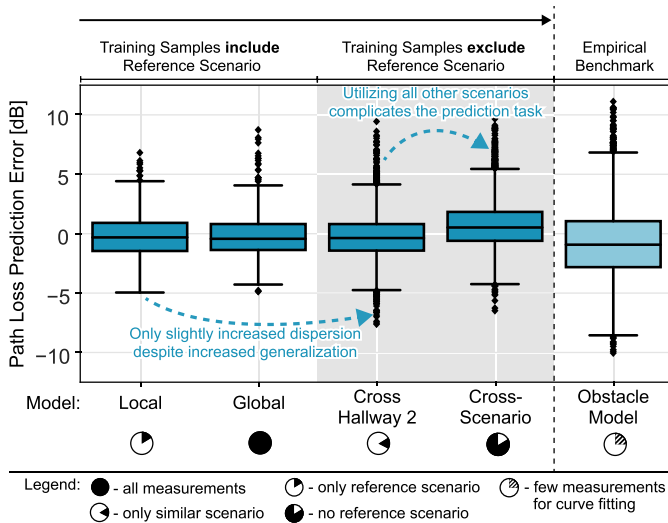 Training Samples include
Reference Scenario
Training Samples exclude
Reference Scenario
Empirical
Benchmark
Path Loss Prediction Error [dB]
10
5
0
−5
−10
Utilizing all other scenarios
complicates the prediction task
Only slightly increased dispersion
despite increased generalization
Model:
Local
Global
Cross
Hallway 2
Cross-
Scenario
Obstacle
Model
Legend:
- all measurements
- only reference scenario
- few measurements
for curve fitting
- only similar scenario
- no reference scenario